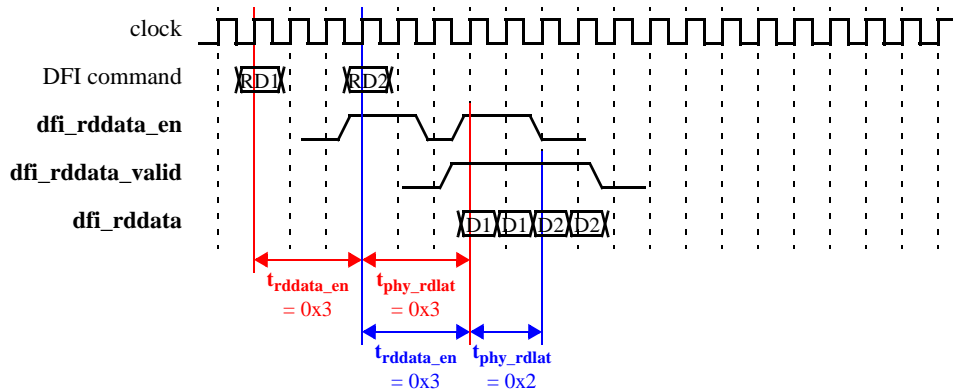 clock
DFI command
RD1 RD2
dfi_rddata_en
dfi_rddata_valid
dfi_rddata
D1 D1 D2 D2
trddata_en tphy_rdlat
= 0x3 = 0x3
trddata_en tphy_rdlat
= 0x3 = 0x2